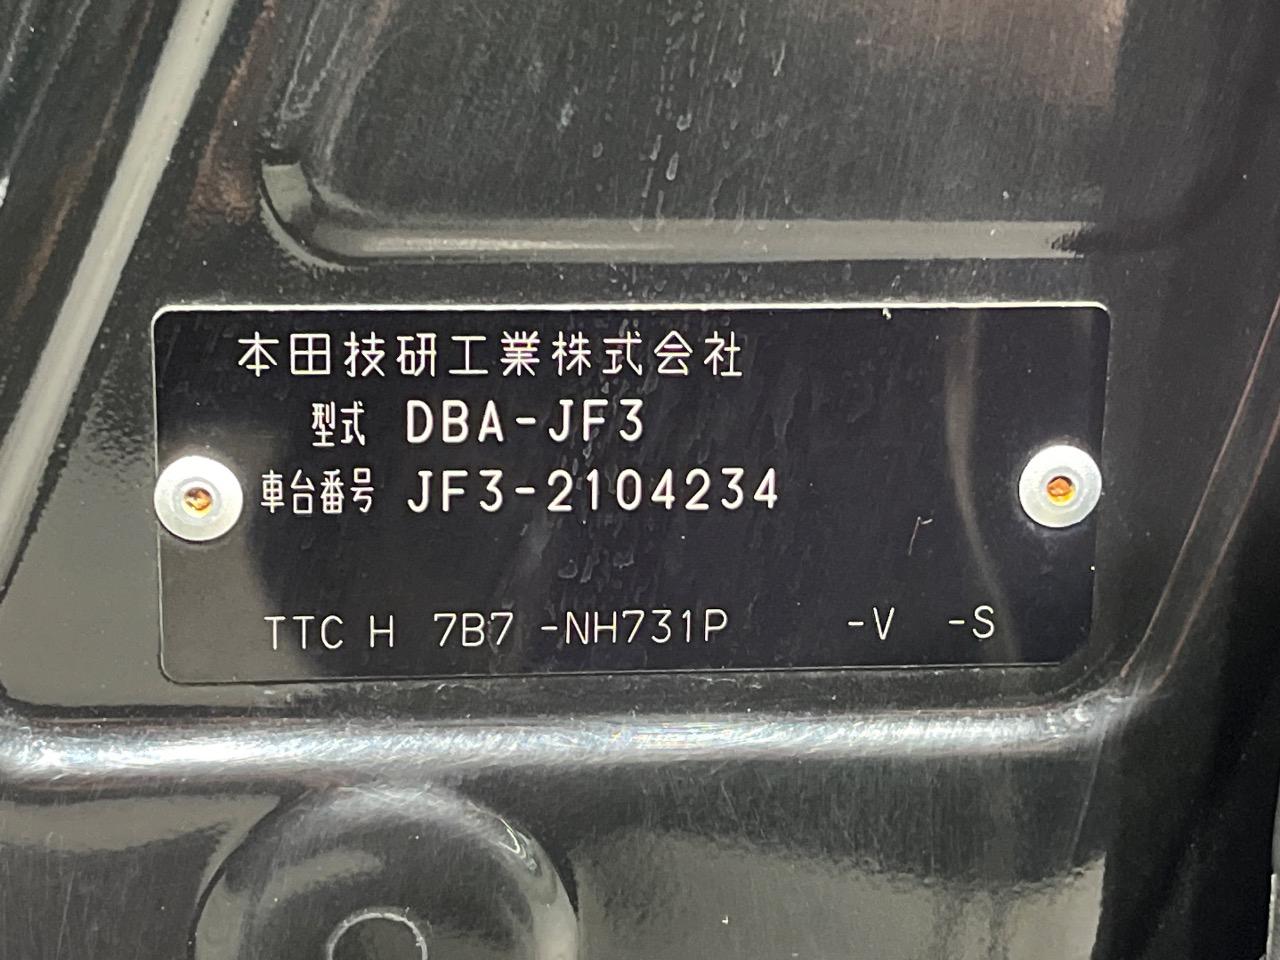 本田技研工業株式会社
型式 DBA-JF3
車台番号 JF3-2104234
TTC H 7B7 -NH731P -V -S